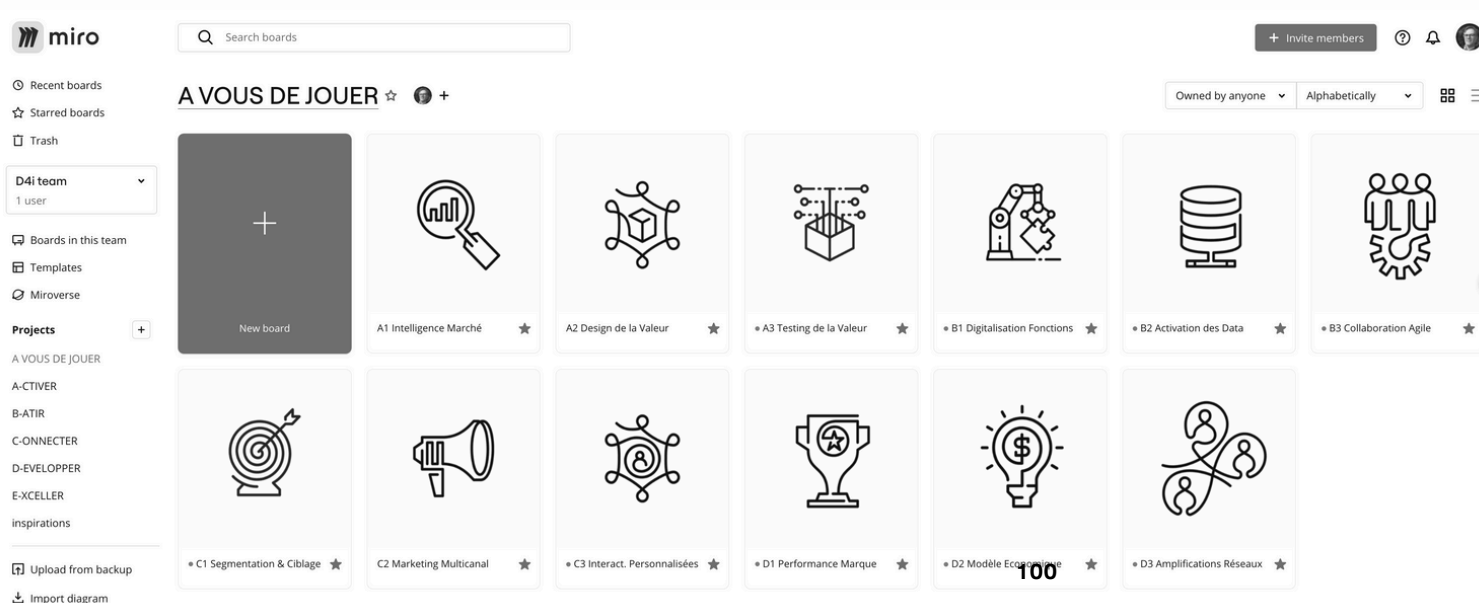 miro
Search boards
+ Invite members
Recent boards
Starred boards
Trash
D4i team
1 user
Boards in this team
Templates
Miroverse
Projects
+
A VOUS DE JOUER
A-CTIVER
B-ATIR
C-ONNECTER
D-EVELOPPER
E-XCELLER
inspirations
Upload from backup
Import diagram
A VOUS DE JOUER
+
Owned by anyone
Alphabetically
New board
A1 Intelligence Marché
A2 Design de la Valeur
• A3 Testing de la Valeur
• B1 Digitalisation Fonctions
• B2 Activation des Data
• B3 Collaboration Agile
• C1 Segmentation & Ciblage
C2 Marketing Multicanal
• C3 Interact. Personnalisées
• D1 Performance Marque
• D2 Modèle Economique
• D3 Amplifications Réseaux
100